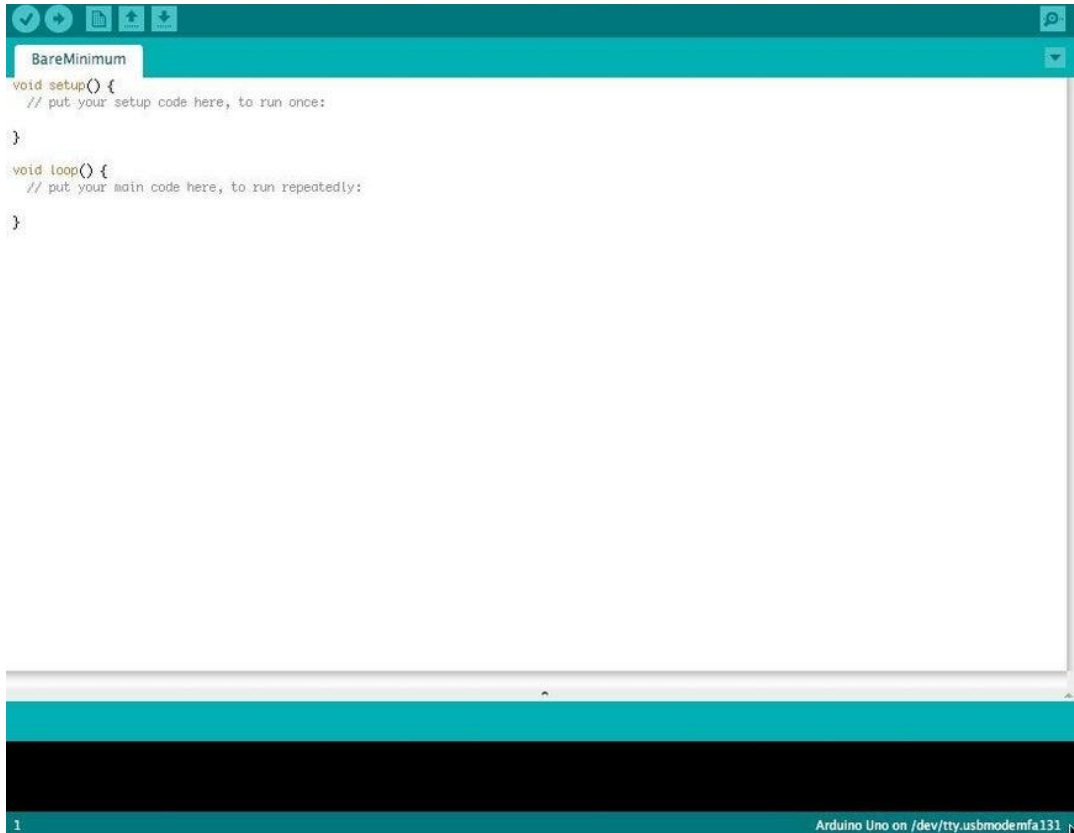 BareMinimum
void setup() {
// put your setup code here, to run once:
}
void loop() {
// put your main code here, to run repeatedly:
}
1
Arduino Uno on /dev/tty.usbmodemfa131